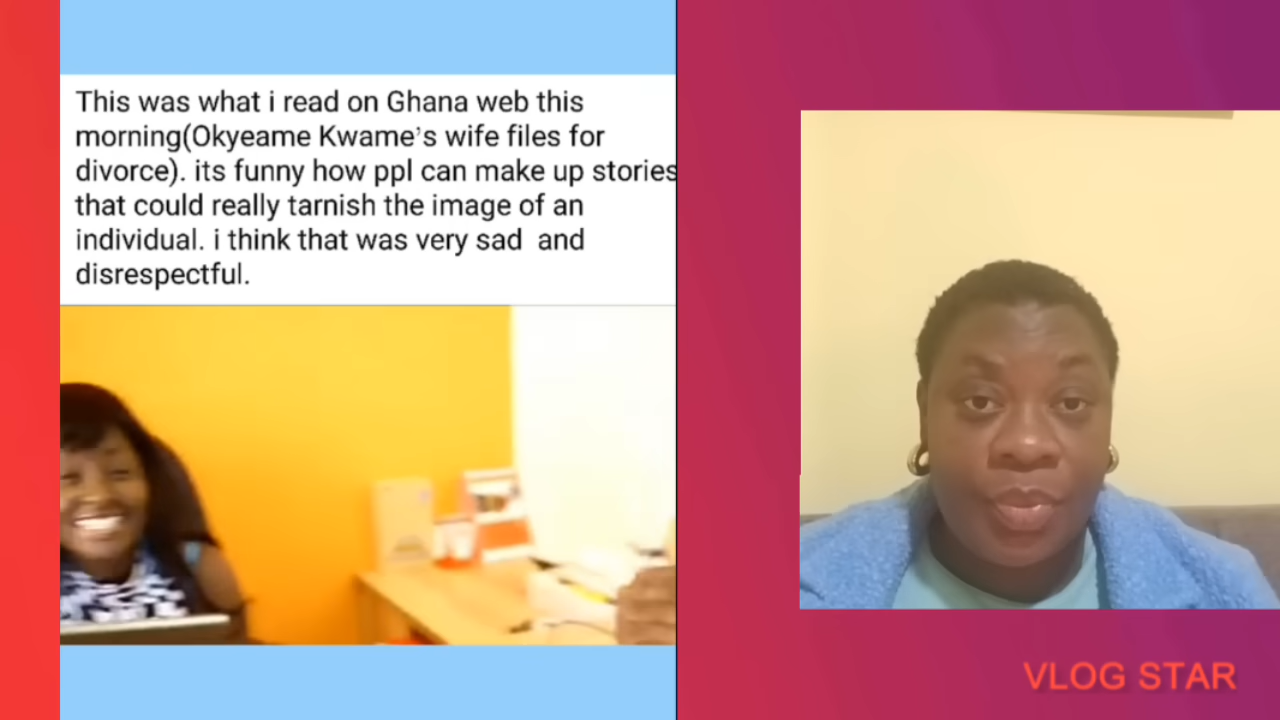 This was what i read on Ghana web this
morning(Okyeame Kwame's wife files for
divorce). its funny how ppl can make up stories
that could really tarnish the image of an
individual. i think that was very sad  and
disrespectful.
VLOG STAR